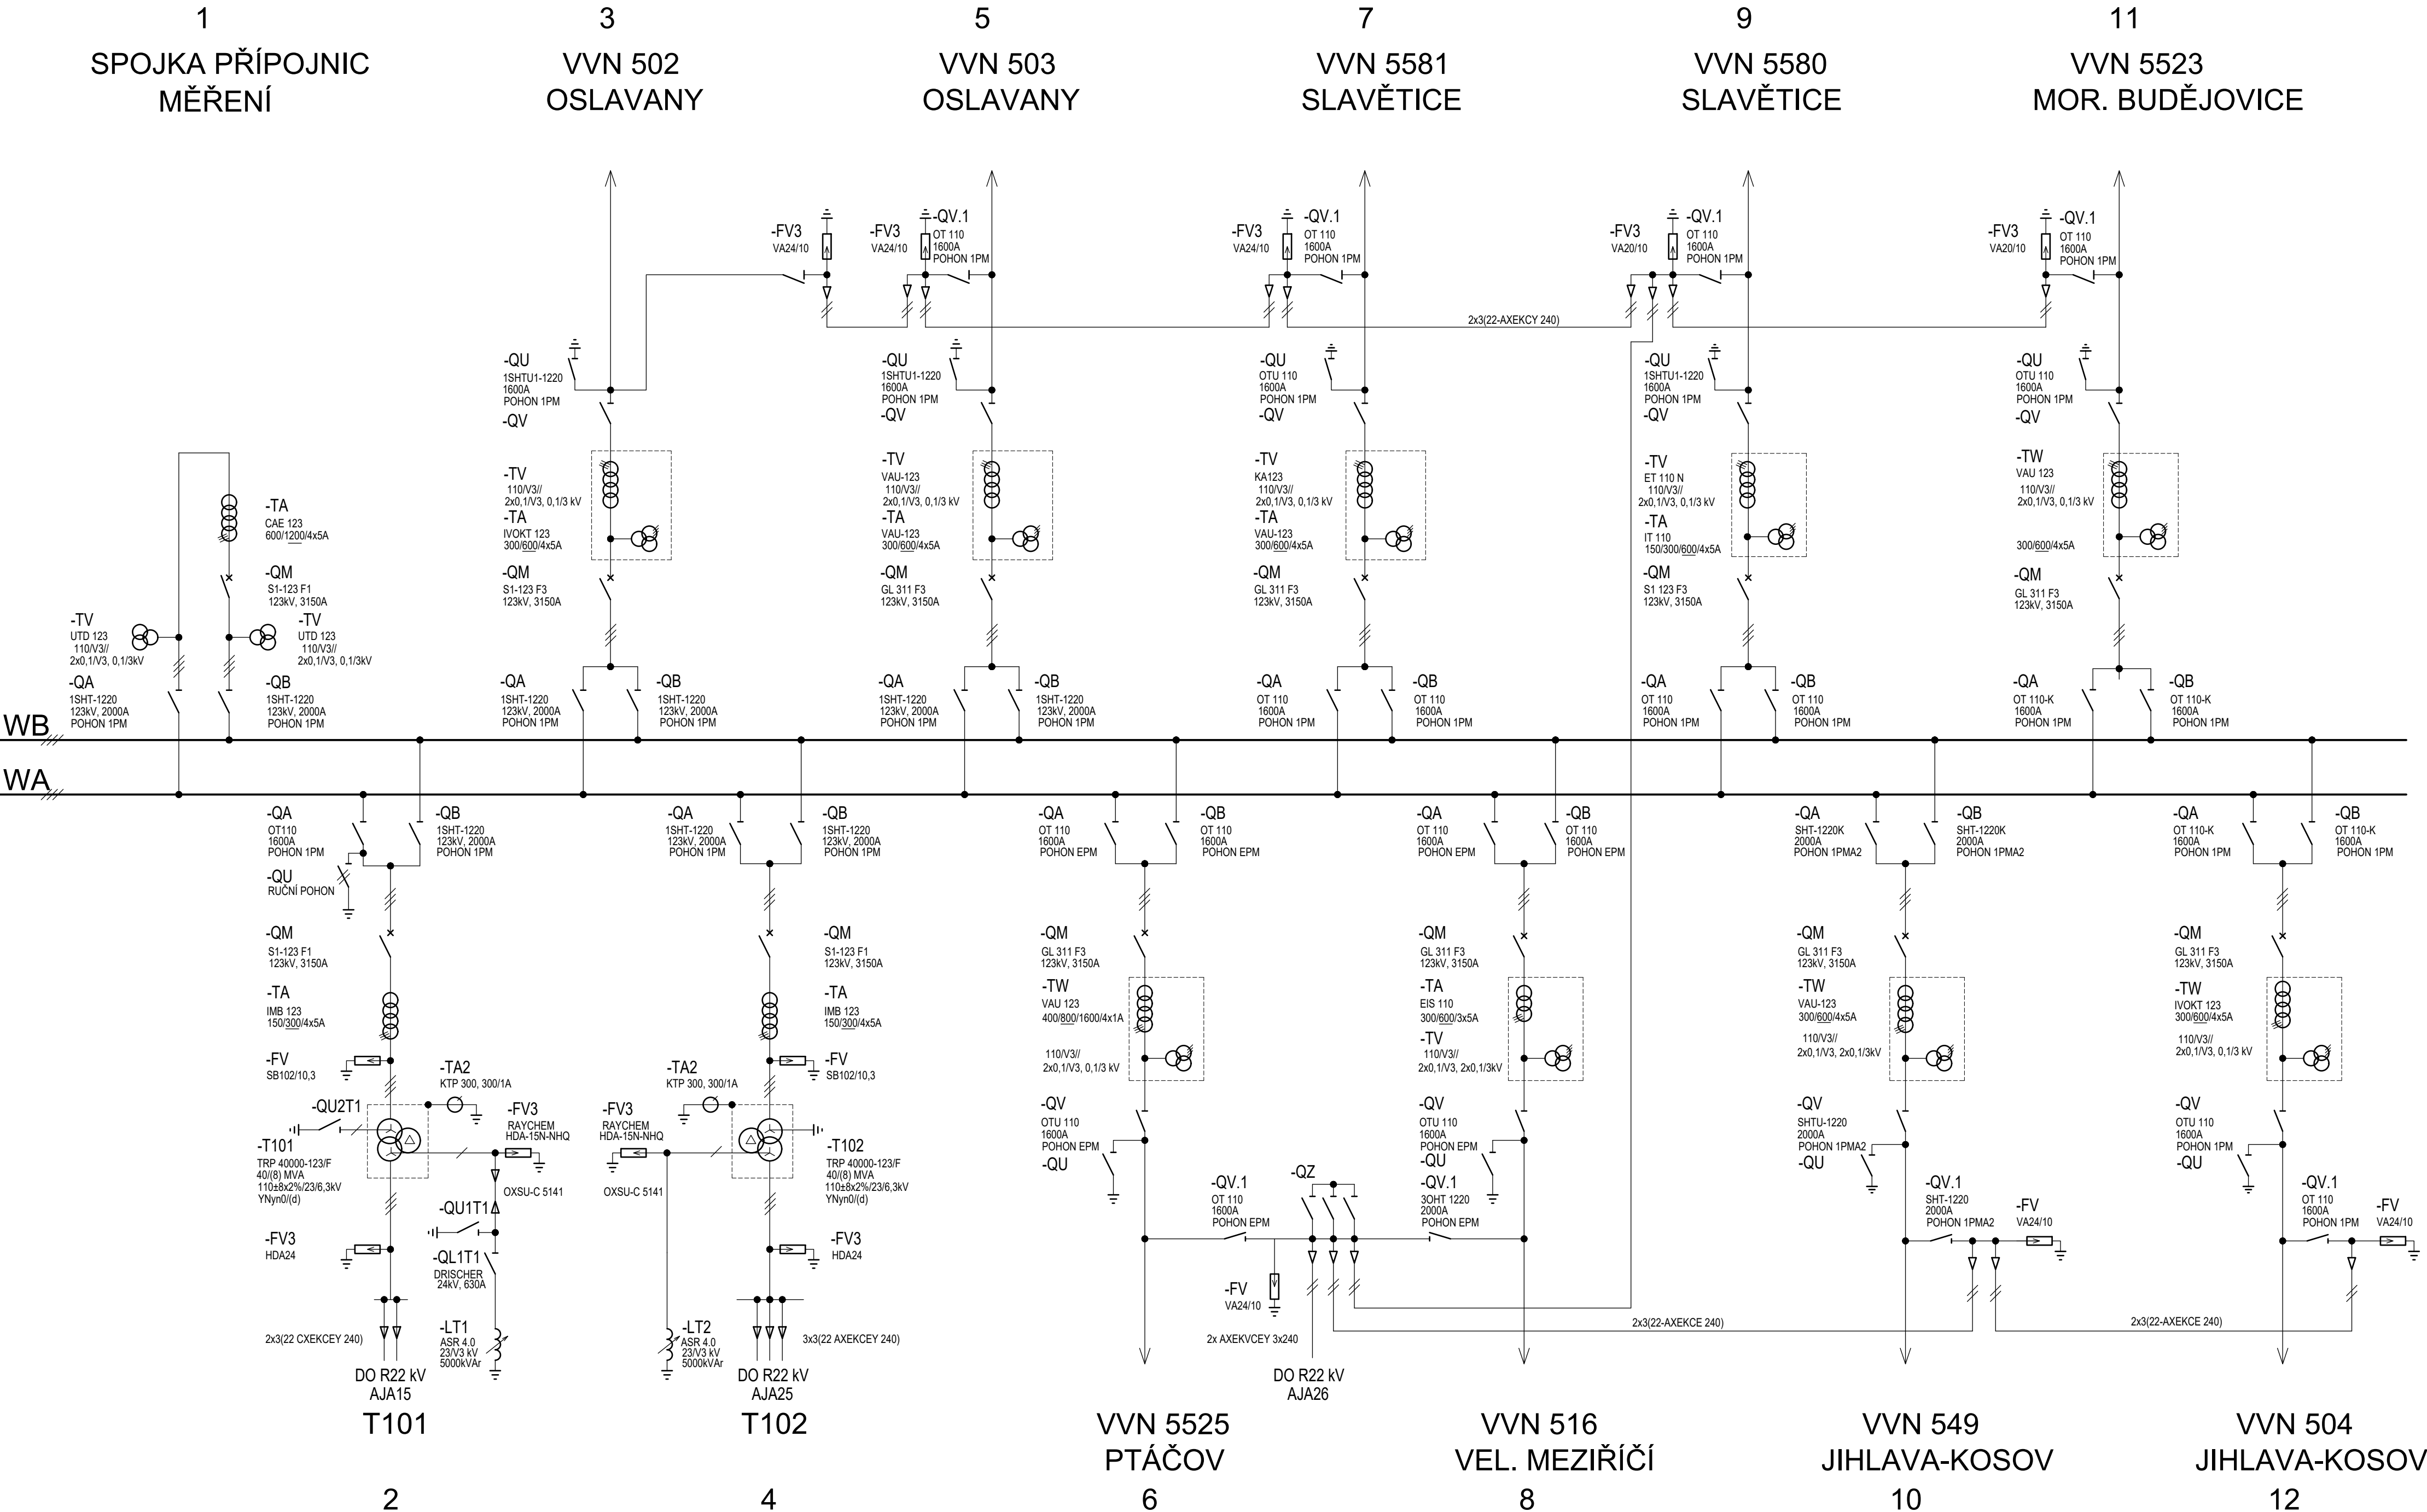 1
SPOJKA PŘÍPOJNIC
MĚŘENÍ
3
VVN 502
OSLAVANY
5
VVN 503
OSLAVANY
7
VVN 5581
SLAVĚTICE
9
VVN 5580
SLAVĚTICE
11
VVN 5523
MOR. BUDĚJOVICE
-FV3
VA24/10
-FV3
VA24/10
-QV.1
OT 110
1600A
POHON 1PM
-FV3
VA24/10
-QV.1
OT 110
1600A
POHON 1PM
-FV3
VA20/10
-QV.1
OT 110
1600A
POHON 1PM
-FV3
VA20/10
-QV.1
OT 110
1600A
POHON 1PM
2x3(22-AXEKCY 240)
-TA
CAE 123
600/1200/4x5A
-QM
S1-123 F1
123kV, 3150A
-TV
UTD 123
110/V3//
2x0,1/V3, 0,1/3kV
-TV
UTD 123
110/V3//
2x0,1/V3, 0,1/3kV
-QA
1SHT-1220
123kV, 2000A
POHON 1PM
-QB
1SHT-1220
123kV, 2000A
POHON 1PM
-QU
1SHTU1-1220
1600A
POHON 1PM
-QV
-TV
110/V3//
2x0,1/V3, 0,1/3 kV
-TA
IVOKT 123
300/600/4x5A
-QM
S1-123 F3
123kV, 3150A
-QA
1SHT-1220
123kV, 2000A
POHON 1PM
-QB
1SHT-1220
123kV, 2000A
POHON 1PM
-QU
1SHTU1-1220
1600A
POHON 1PM
-QV
-TV
VAU-123
110/V3//
2x0,1/V3, 0,1/3 kV
-TA
VAU-123
300/600/4x5A
-QM
GL 311 F3
123kV, 3150A
-QA
1SHT-1220
123kV, 2000A
POHON 1PM
-QB
1SHT-1220
123kV, 2000A
POHON 1PM
-QU
OTU 110
1600A
POHON 1PM
-QV
-TV
KA123
110/V3//
2x0,1/V3, 0,1/3 kV
-TA
VAU-123
300/600/4x5A
-QM
GL 311 F3
123kV, 3150A
-QA
OT 110
1600A
POHON 1PM
-QB
OT 110
1600A
POHON 1PM
-QU
1SHTU1-1220
1600A
POHON 1PM
-QV
-TV
ET 110 N
110/V3//
2x0,1/V3, 0,1/3 kV
-TA
IT 110
150/300/600/4x5A
-QM
S1 123 F3
123kV, 3150A
-QA
OT 110
1600A
POHON 1PM
-QB
OT 110
1600A
POHON 1PM
-QU
OTU 110
1600A
POHON 1PM
-QV
-TW
VAU 123
110/V3//
2x0,1/V3, 0,1/3 kV
300/600/4x5A
-QM
GL 311 F3
123kV, 3150A
-QA
OT 110-K
1600A
POHON 1PM
-QB
OT 110-K
1600A
POHON 1PM
WB
WA
-QA
OT110
1600A
POHON 1PM
-QB
1SHT-1220
123kV, 2000A
POHON 1PM
-QU
RUČNÍ POHON
-QM
S1-123 F1
123kV, 3150A
-TA
IMB 123
150/300/4x5A
-FV
SB102/10,3
-TA2
KTP 300, 300/1A
-QU2T1
-T101
TRP 40000-123/F
40/(8) MVA
110±8x2%/23/6,3kV
YNyn0/(d)
-FV3
RAYCHEM
HDA-15N-NHQ
OXSU-C 5141
-QU1T1
-FV3
HDA24
-QL1T1
DRISCHER
24kV, 630A
2x3(22 CXEKCEY 240)
-LT1
ASR 4.0
23/V3 kV
5000kVAr
DO R22 kV
AJA15
T101
2
-QA
1SHT-1220
123kV, 2000A
POHON 1PM
-QB
1SHT-1220
123kV, 2000A
POHON 1PM
-QM
S1-123 F1
123kV, 3150A
-TA
IMB 123
150/300/4x5A
-FV
SB102/10,3
-TA2
KTP 300, 300/1A
-FV3
RAYCHEM
HDA-15N-NHQ
OXSU-C 5141
-T102
TRP 40000-123/F
40/(8) MVA
110±8x2%/23/6,3kV
YNyn0/(d)
-FV3
HDA24
-LT2
ASR 4.0
23/V3 kV
5000kVAr
3x3(22 AXEKCEY 240)
DO R22 kV
AJA25
T102
4
-QA
OT 110
1600A
POHON EPM
-QB
OT 110
1600A
POHON EPM
-QM
GL 311 F3
123kV, 3150A
-TW
VAU 123
400/800/1600/4x1A
110/V3//
2x0,1/V3, 0,1/3 kV
-QV
OTU 110
1600A
POHON EPM
-QU
-QV.1
OT 110
1600A
POHON EPM
-QZ
-FV
VA24/10
2x AXEKVCEY 3x240
DO R22 kV
AJA26
VVN 5525
PTÁČOV
6
-QA
OT 110
1600A
POHON EPM
-QB
OT 110
1600A
POHON EPM
-QM
GL 311 F3
123kV, 3150A
-TA
EIS 110
300/600/3x5A
-TV
110/V3//
2x0,1/V3, 2x0,1/3kV
-QV
OTU 110
1600A
POHON EPM
-QU
-QV.1
3OHT 1220
2000A
POHON EPM
2x3(22-AXEKCE 240)
VVN 516
VEL. MEZIŘÍČÍ
8
-QA
SHT-1220K
2000A
POHON 1PMA2
-QB
SHT-1220K
2000A
POHON 1PMA2
-QM
GL 311 F3
123kV, 3150A
-TW
VAU-123
300/600/4x5A
110/V3//
2x0,1/V3, 2x0,1/3kV
-QV
SHTU-1220
2000A
POHON 1PMA2
-QU
-QV.1
SHT-1220
2000A
POHON 1PMA2
-FV
VA24/10
2x3(22-AXEKCE 240)
VVN 549
JIHLAVA-KOSOV
10
-QA
OT 110-K
1600A
POHON 1PM
-QB
OT 110-K
1600A
POHON 1PM
-QM
GL 311 F3
123kV, 3150A
-TW
IVOKT 123
300/600/4x5A
110/V3//
2x0,1/V3, 0,1/3 kV
-QV
OTU 110
1600A
POHON 1PM
-QU
-QV.1
OT 110
1600A
POHON 1PM
-FV
VA24/10
VVN 504
JIHLAVA-KOSOV
12